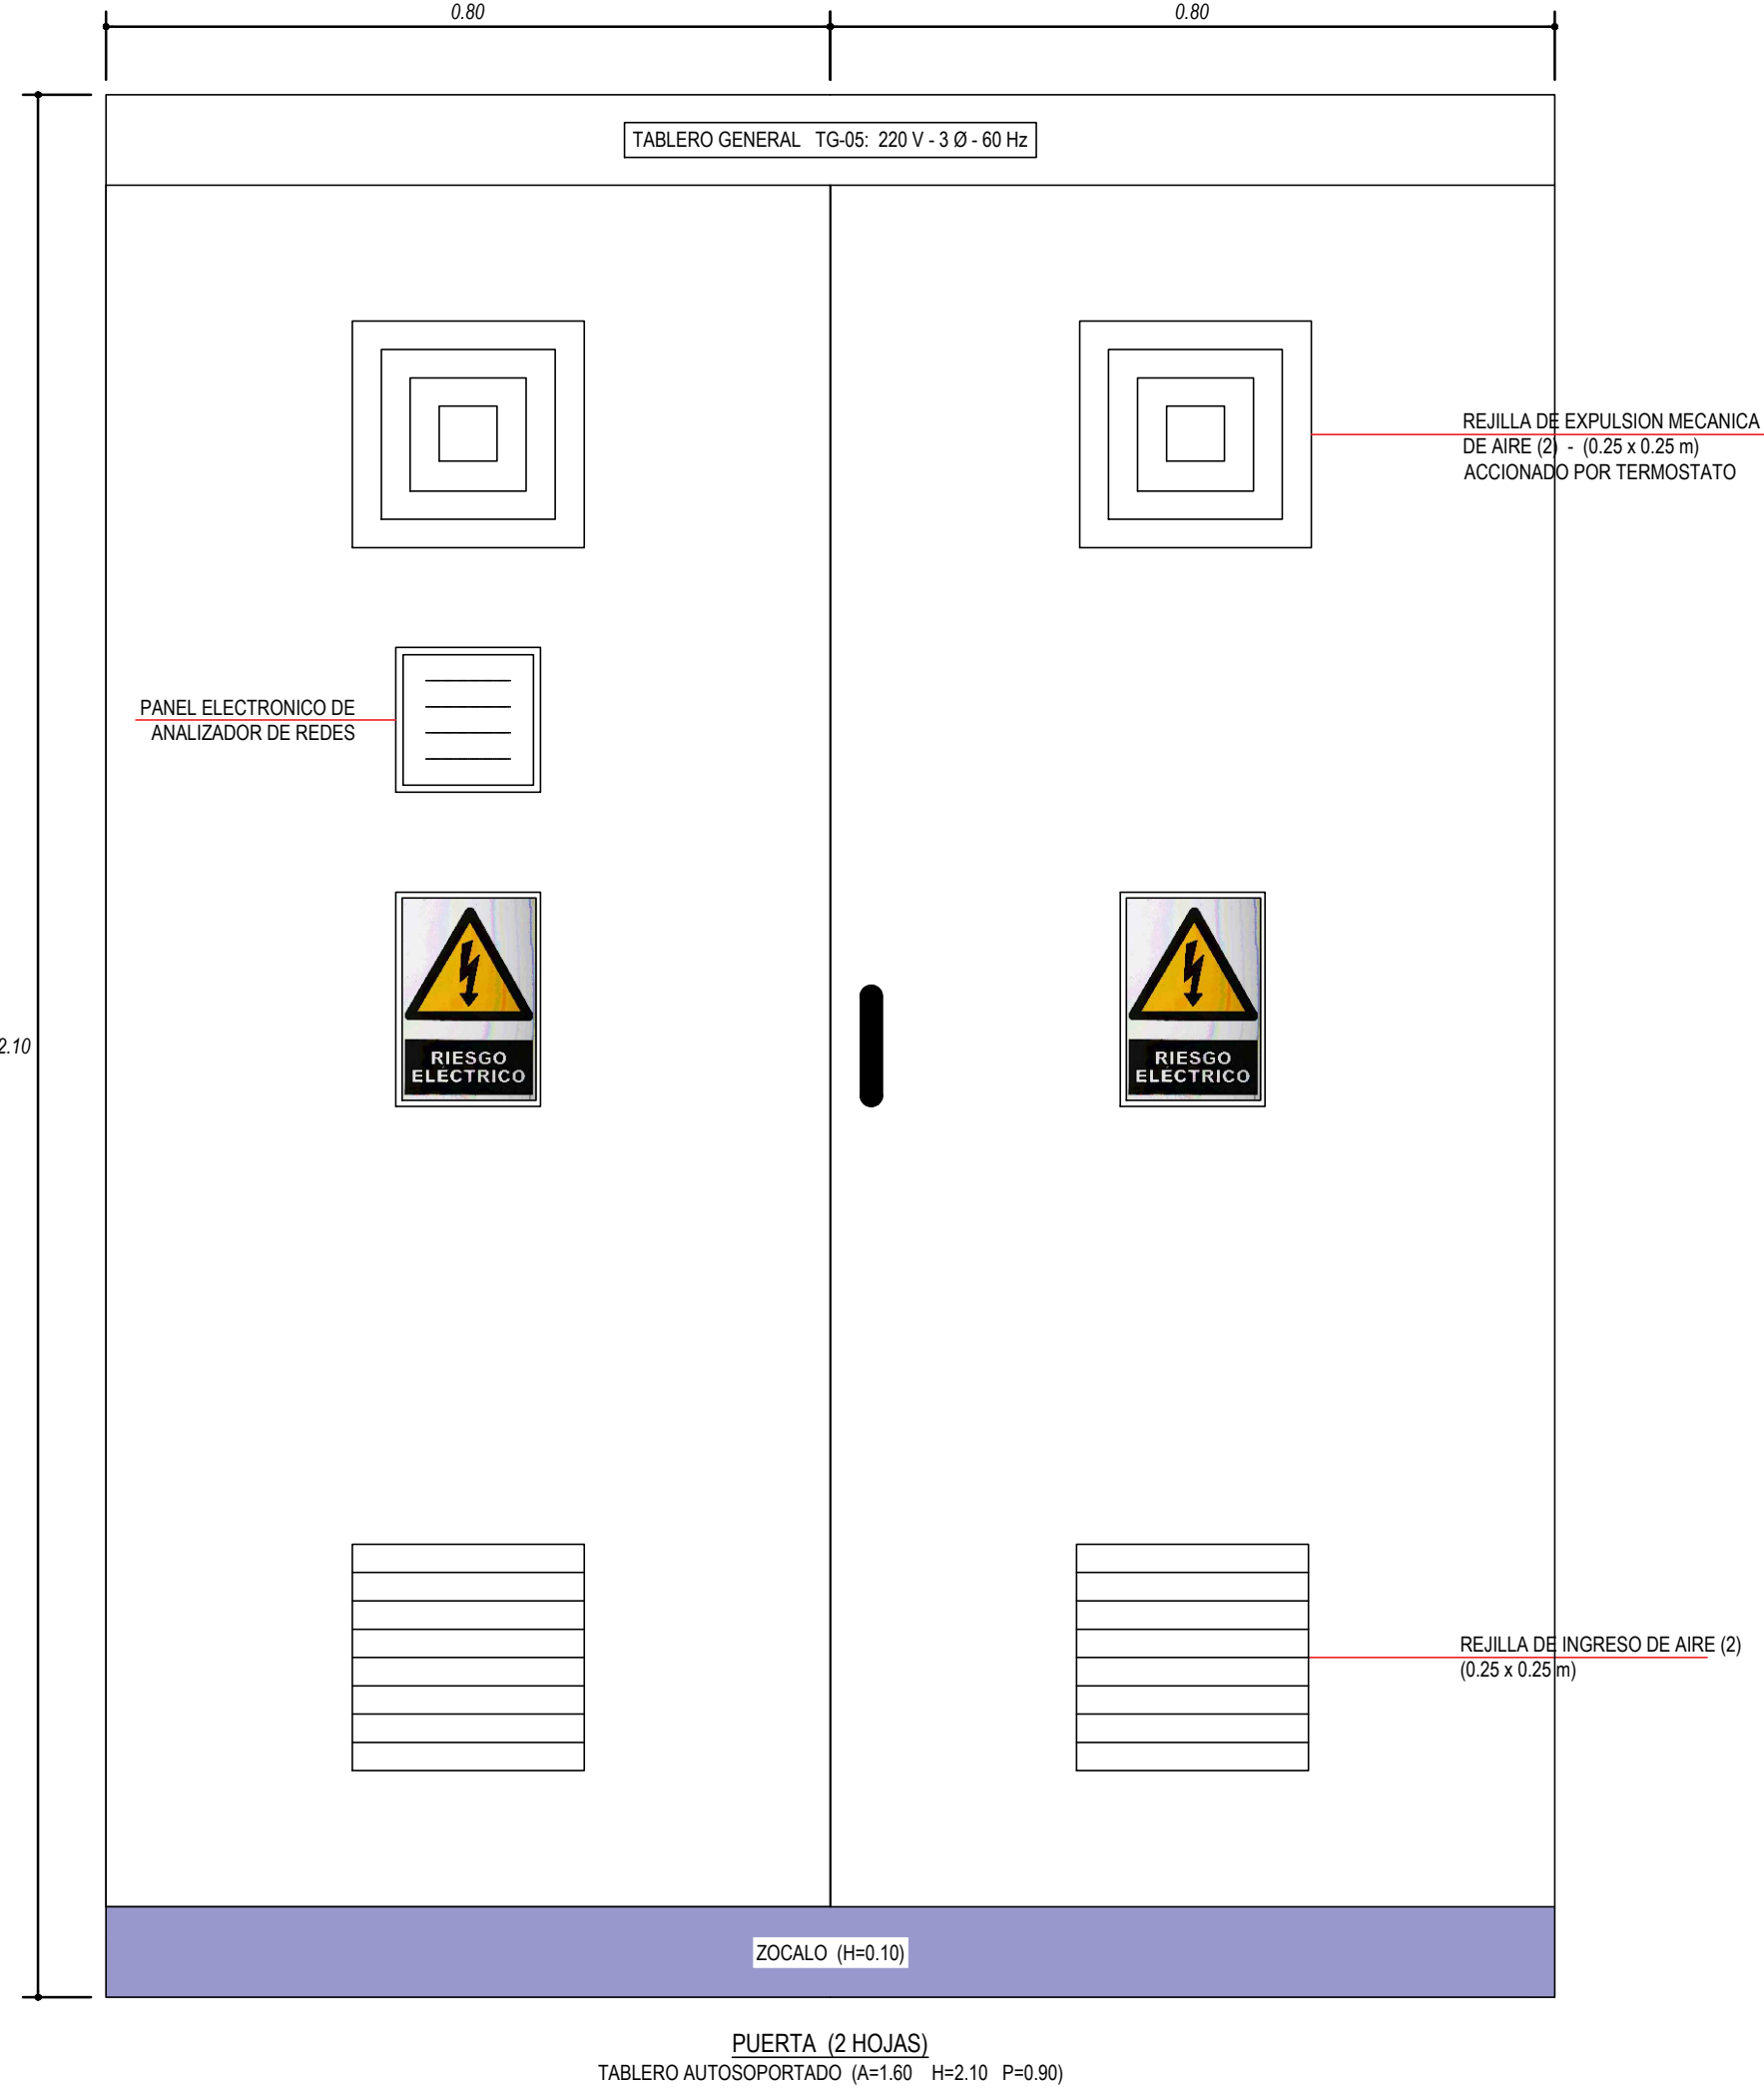 0.80 0.80
TABLERO GENERAL TG-05: 220 V - 3 Ø - 60 Hz
REJILLA DE EXPULSION MECANICA
DE AIRE (2) - (0.25 x 0.25 m)
ACCIONADO POR TERMOSTATO
PANEL ELECTRONICO DE
ANALIZADOR DE REDES
RIESGO
ELÉCTRICO
RIESGO
ELÉCTRICO
2.10
REJILLA DE INGRESO DE AIRE (2)
(0.25 x 0.25 m)
ZOCALO (H=0.10)
PUERTA (2 HOJAS)
TABLERO AUTOSOPORTADO (A=1.60 H=2.10 P=0.90)